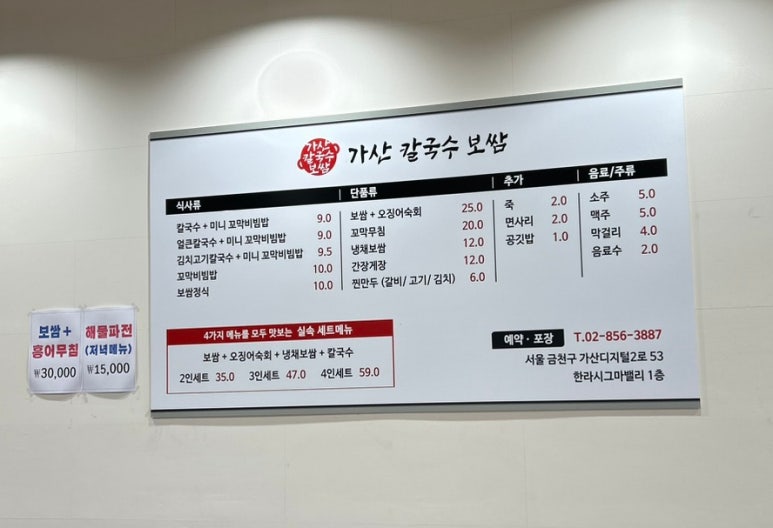 가산
칼국수
보쌈
가산 칼국수 보쌈
식사류
칼국수 + 미니 꼬막비빔밥 9.0
얼큰칼국수 + 미니 꼬막비빔밥 9.0
김치고기칼국수 + 미니 꼬막비빔밥 9.5
꼬막비빔밥 10.0
보쌈정식 10.0
단품류
보쌈 + 오징어숙회 25.0
꼬막무침 20.0
냉채보쌈 12.0
간장게장 12.0
찐만두 (갈비/ 고기/ 김치) 6.0
추가
죽 2.0
면사리 2.0
공깃밥 1.0
음료/주류
소주 5.0
맥주 5.0
막걸리 4.0
음료수 2.0
4가지 메뉴를 모두 맛보는 실속 세트메뉴
보쌈 + 오징어숙회 + 냉채보쌈 + 칼국수
2인세트 35.0 3인세트 47.0 4인세트 59.0
예약 · 포장 T.02-856-3887
서울 금천구 가산디지털2로 53
한라시그마밸리 1층
보쌈 +
홍어무침
₩30,000
해물파전
(저녁메뉴)
₩15,000